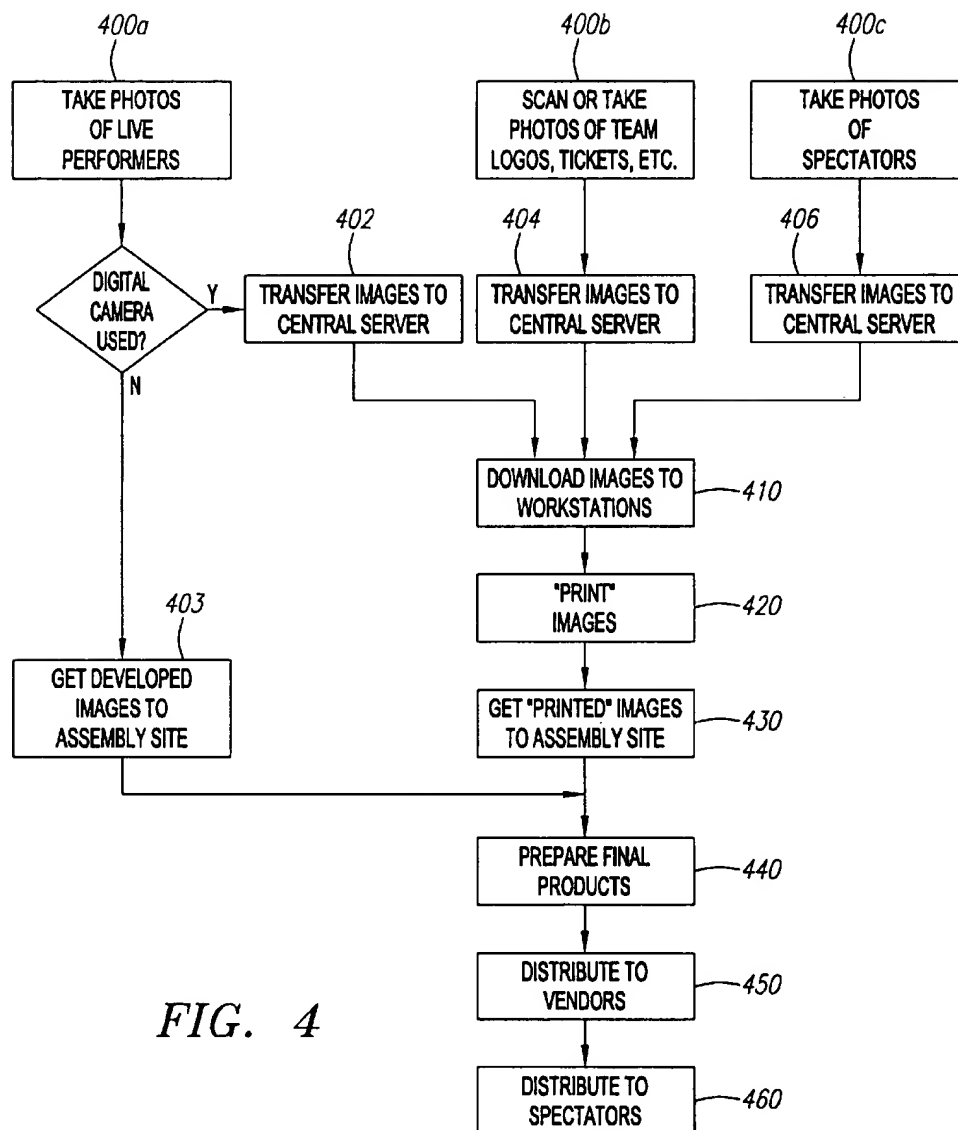 400a
400b
400c
TAKE PHOTOS
OF LIVE
PERFORMERS
SCAN OR TAKE
PHOTOS OF TEAM
LOGOS, TICKETS, ETC.
TAKE PHOTOS
OF
SPECTATORS
402
404
406
DIGITAL
CAMERA
USED?
Y
N
TRANSFER IMAGES TO
CENTRAL SERVER
TRANSFER IMAGES TO
CENTRAL SERVER
TRANSFER IMAGES TO
CENTRAL SERVER
DOWNLOAD IMAGES TO
WORKSTATIONS
410
"PRINT"
IMAGES
420
403
GET DEVELOPED
IMAGES TO
ASSEMBLY SITE
GET "PRINTED" IMAGES
TO ASSEMBLY SITE
430
PREPARE FINAL
PRODUCTS
440
DISTRIBUTE TO
VENDORS
450
FIG. 4
DISTRIBUTE TO
SPECTATORS
460